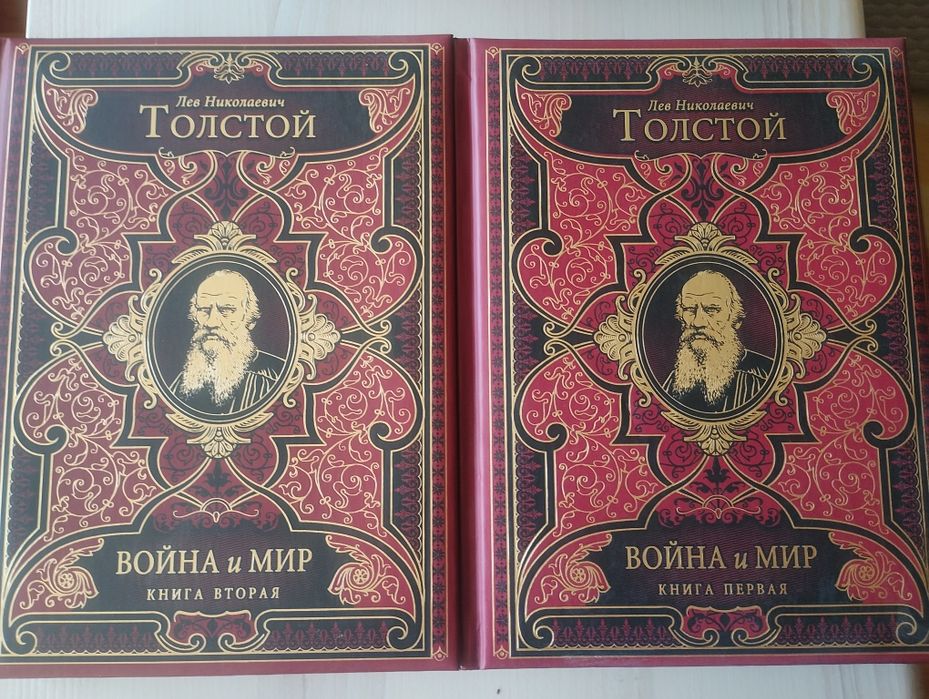 Лев Николаевич
Толстой
ВОЙНА и МИР
КНИГА ВТОРАЯ
Лев Николаевич
Толстой
ВОЙНА и МИР
КНИГА ПЕРВАЯ